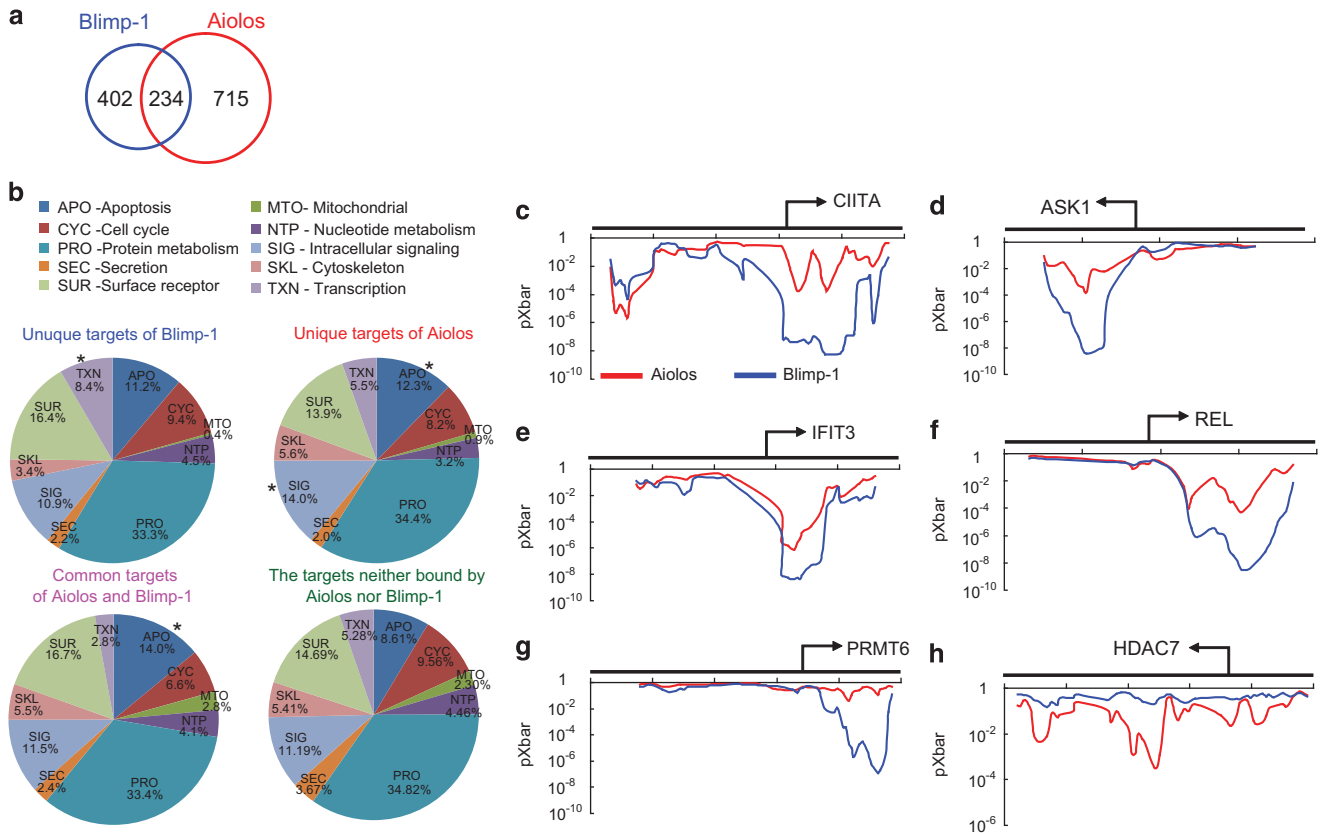 a
Blimp-1
Aiolos
402
234
715
b
APO -Apoptosis
CYC -Cell cycle
PRO -Protein metabolism
SEC -Secretion
SUR -Surface receptor
MTO- Mitochondrial
NTP - Nucleotide metabolism
SIG - Intracellular signaling
SKL - Cytoskeleton
TXN - Transcription
Unuque targets of Blimp-1
*
TXN
8.4%
APO
11.2%
CYC
9.4%
MTO
0.4%
NTP
4.5%
PRO
33.3%
SEC
2.2%
SIG
10.9%
SKL
3.4%
SUR
16.4%
Unique targets of Aiolos
TXN
5.5%
APO
12.3%
*
CYC
8.2%
MTO
0.9%
NTP
3.2%
PRO
34.4%
SEC
2.0%
*
SIG
14.0%
SKL
5.6%
SUR
13.9%
Common targets
of Aiolos and Blimp-1
TXN
2.8%
APO
14.0%
*
CYC
6.6%
MTO
2.8%
NTP
4.1%
PRO
33.4%
SEC
2.4%
SIG
11.5%
SKL
5.5%
SUR
16.7%
The targets neither bound by
Aiolos nor Blimp-1
TXN
5.28%
APO
8.61%
CYC
9.56%
MTO
2.30%
NTP
4.46%
PRO
34.82%
SEC
3.67%
SIG
11.19%
SKL
5.41%
SUR
14.69%
c
CIITA
pXbar
1
10-2
10-4
10-6
10-8
10-10
Aiolos
Blimp-1
d
ASK1
pXbar
1
10-2
10-4
10-6
10-8
10-10
e
IFIT3
pXbar
1
10-2
10-4
10-6
10-8
10-10
f
REL
pXbar
1
10-2
10-4
10-6
10-8
10-10
g
PRMT6
pXbar
1
10-2
10-4
10-6
10-8
10-10
h
HDAC7
pXbar
1
10-2
10-4
10-6